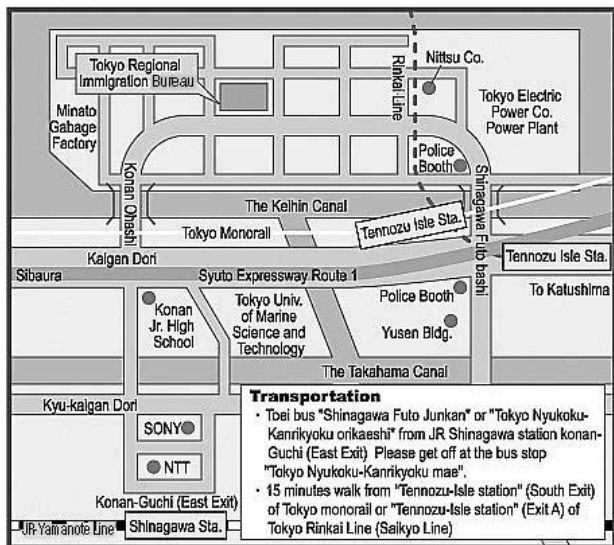 Tokyo Regional
Immigration Bureau
Rinkai Line
Nittsu Co.
Minato
Gabage
Factory
Tokyo Electric
Power Co.
Power Plant
Police
Booth
Konan Ohashi
Shinagawa Futo bashi
The Keihin Canal
Tennozu Isle Sta.
Tokyo Monorail
Kaigan Dori
Tennozu Isle Sta.
Sibaura
Syuto Expressway Route 1
To Katushima
Konan
Jr. High
School
Tokyo Univ.
of Marine
Science and
Technology
Police Booth
Yusen Bldg.
The Takahama Canal
Kyu-kaigan Dori
SONY
NTT
Konan-Guchi (East Exit)
JR-Yamanote Line
Shinagawa Sta.
Transportation
· Toei bus "Shinagawa Futo Junkan" or "Tokyo Nyukoku-
Kanrikyoku orikaeshi" from JR Shinagawa station konan-
Guchi (East Exit) Please get off at the bus stop
"Tokyo Nyukoku-Kanrikyoku mae".
· 15 minutes walk from "Tennozu-Isle station" (South Exit)
of Tokyo monorail or "Tennozu-Isle station" (Exit A) of
Tokyo Rinkai Line (Saikyo Line)